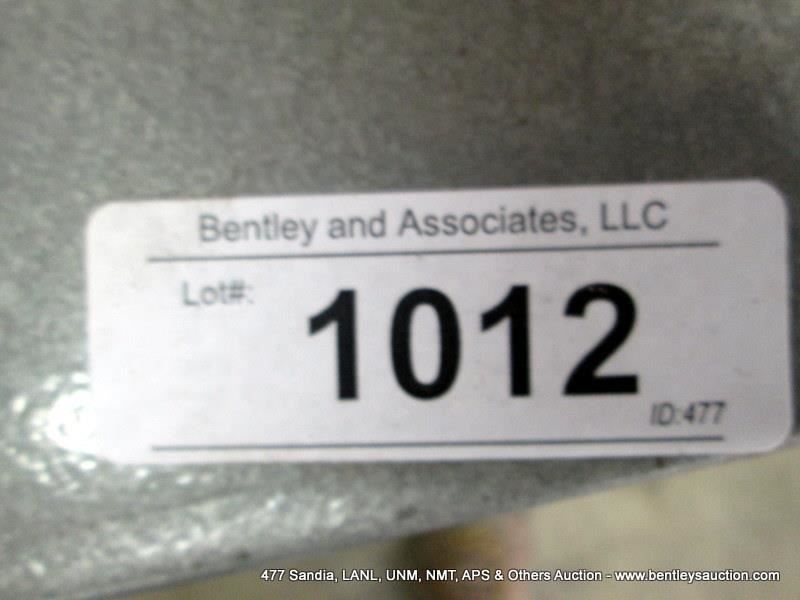 Bentley and Associates, LLC
Lot#:
1012
ID:477
477 Sandia, LANL, UNM, NMT, APS & Others Auction - www.bentleysauction.com